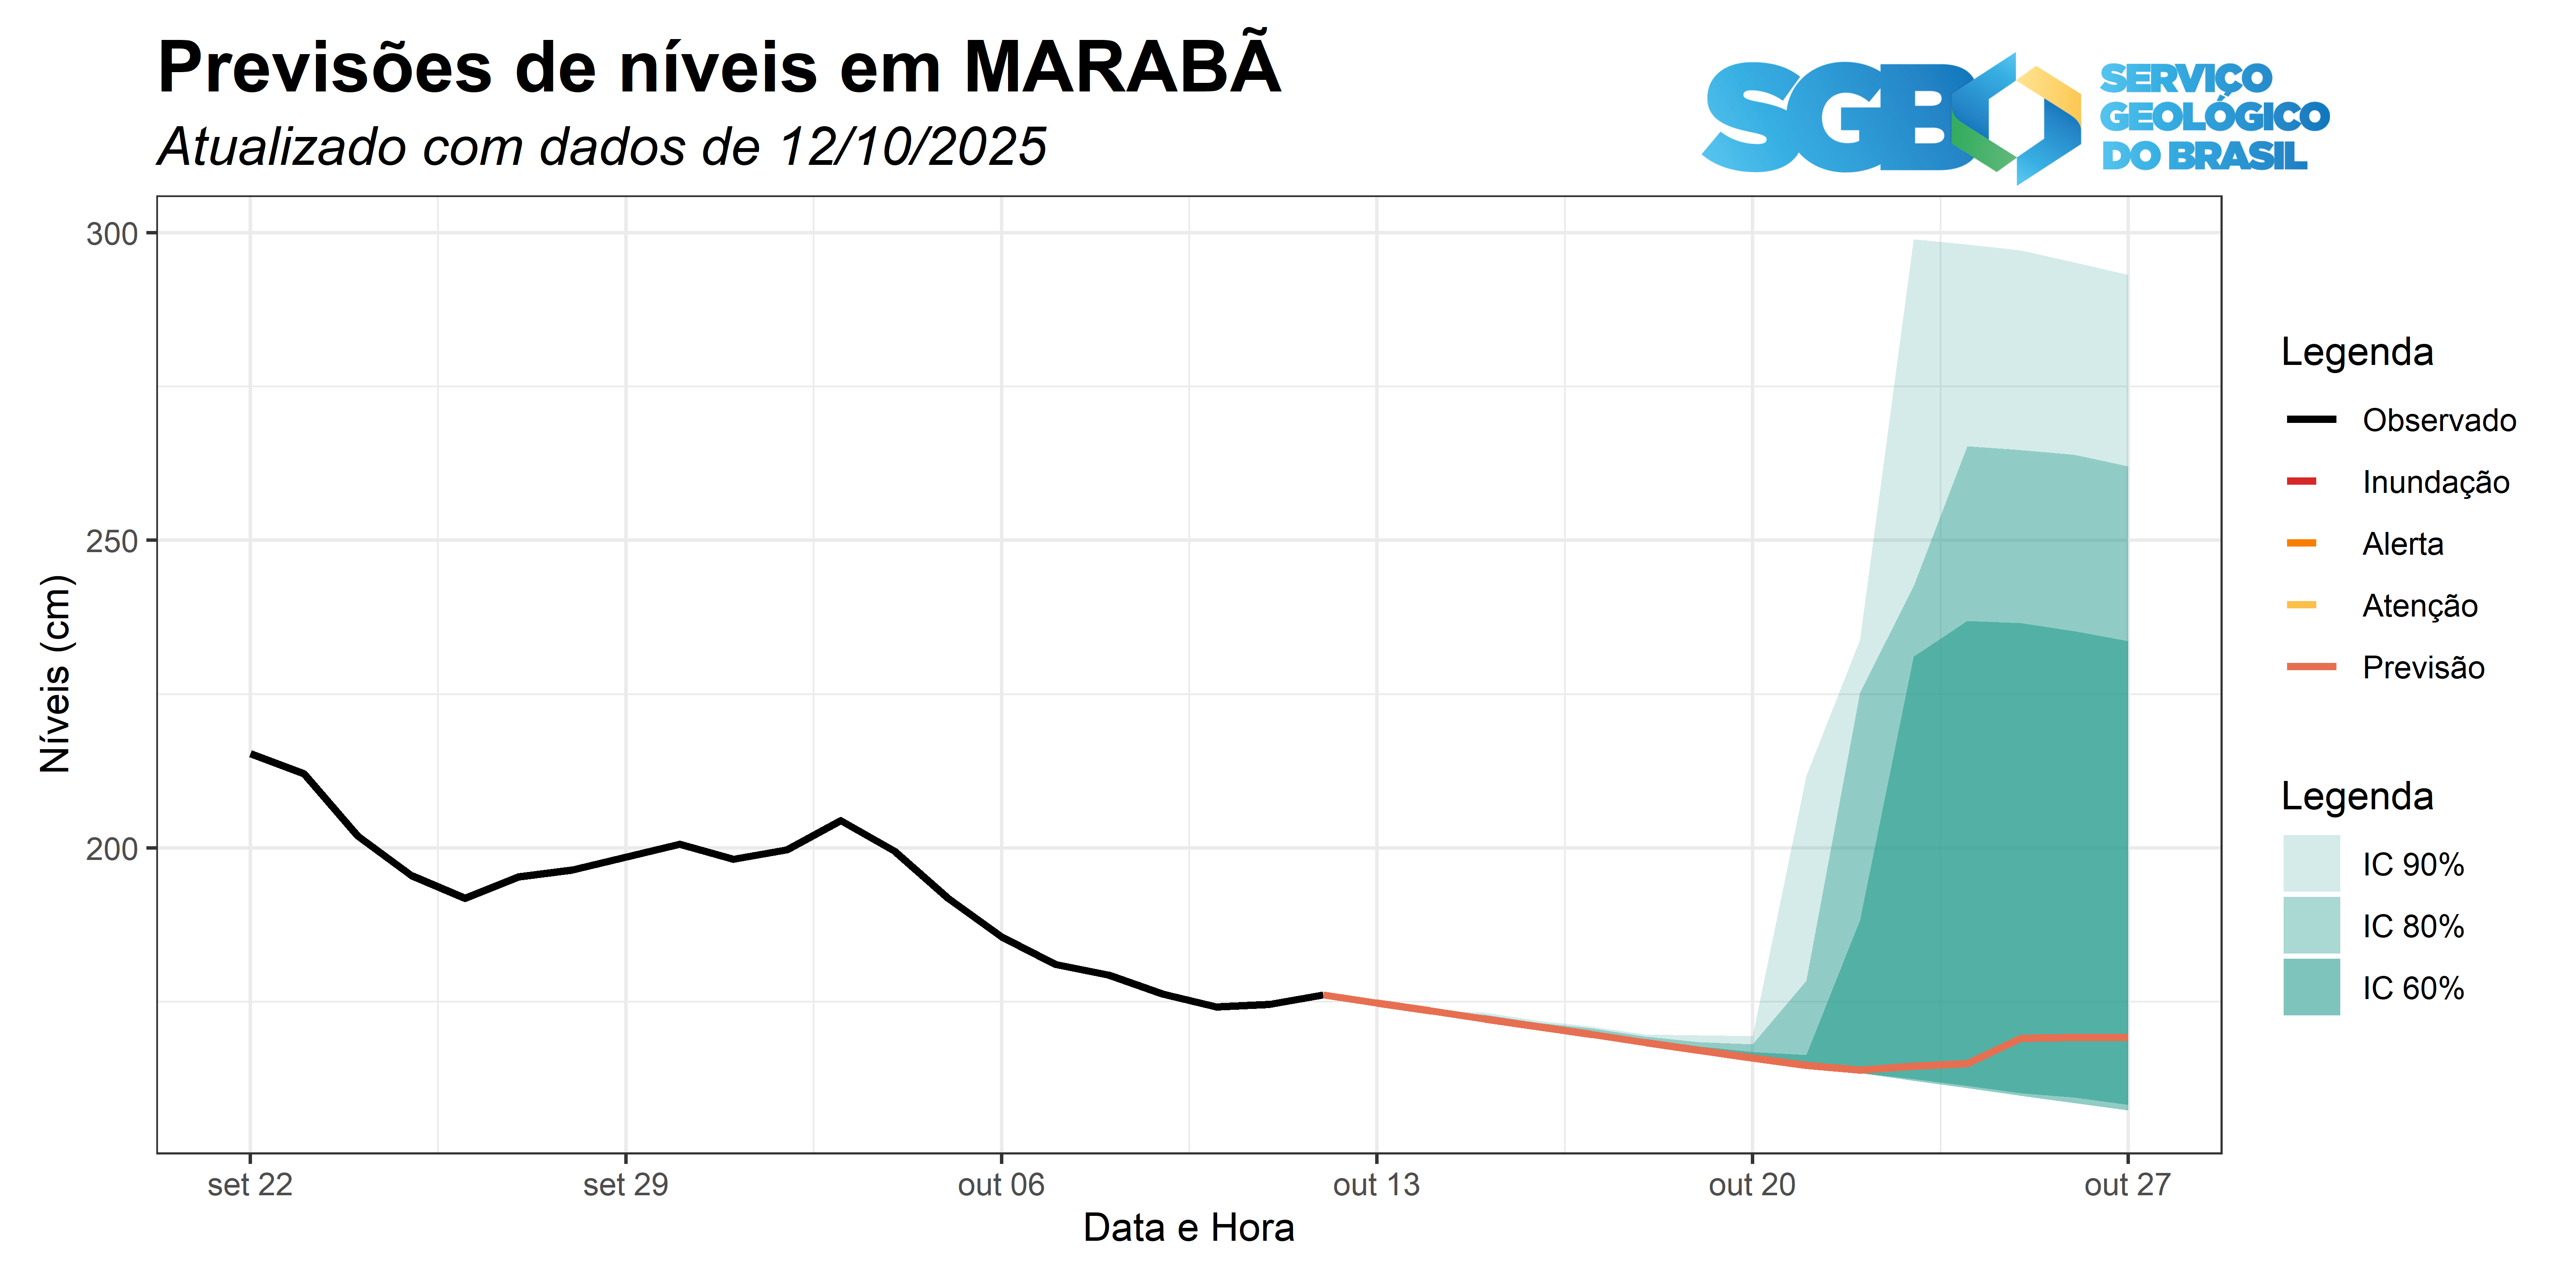 Previsões de níveis em MARABÃ
Atualizado com dados de 12/10/2025
SGB
SERVIÇO
GEOLÓGICO
DO BRASIL
300
250
200
Níveis (cm)
set 22
set 29
out 06
out 13
out 20
out 27
Data e Hora
Legenda
Observado
Inundação
Alerta
Atenção
Previsão
Legenda
IC 90%
IC 80%
IC 60%